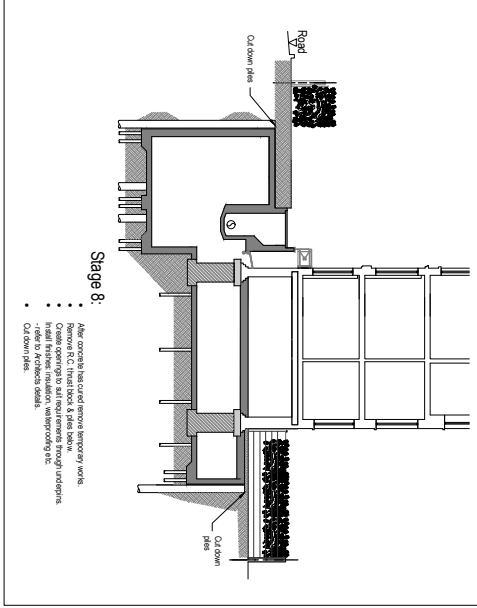 Road
Cut down piles
Cut down
piles
Stage 8:
• After concrete has cured remove temporary works.
• Remove R.C. thrust block & piles below.
• Create openings to suit requirements through underpins.
• Install finishes: insulation, waterproofing etc.
- refer to Architects details.
• Cut down piles.